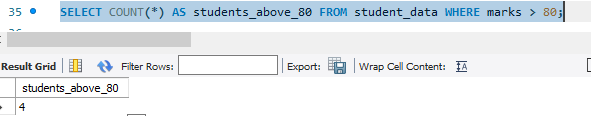 35 SELECT COUNT(*) AS students_above_80 FROM student_data WHERE marks > 80;
Result Grid Filter Rows: Export: Wrap Cell Content: IA
students_above_80
4